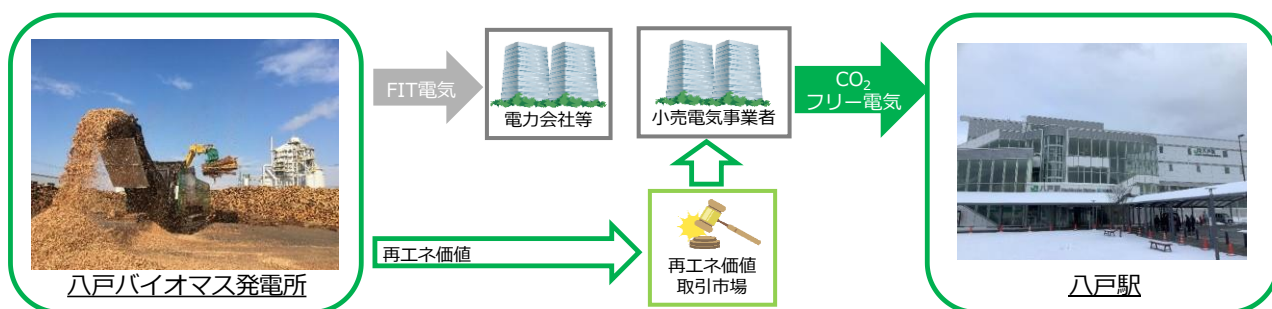 FIT電気
電力会社等
小売電気事業者
CO₂
フリー電気
再エネ価値
再エネ価値
取引市場
八戸バイオマス発電所
八戸駅